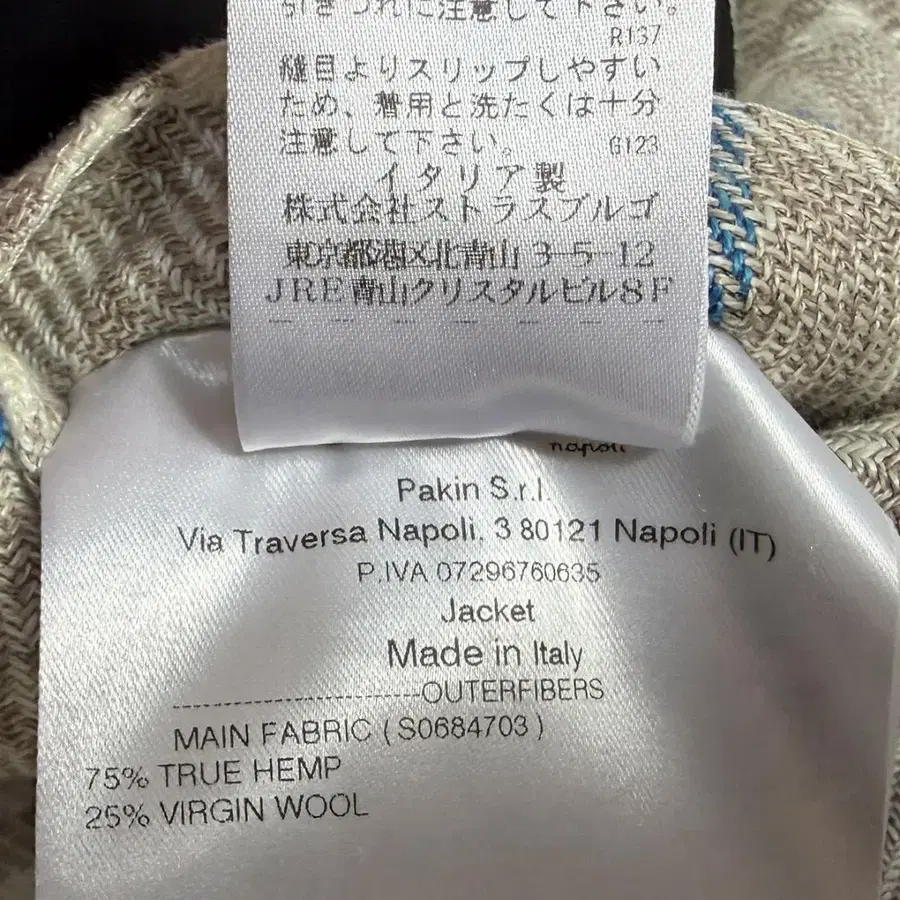 引きつれに注意して下さい。
R137
縫目よりスリップしやすい
ため、着用と洗たくは十分
注意して下さい。 G123
イタリア製
株式会社ストラスブルゴ
東京都港区北青山 3-5-12
JRE青山クリスタルビル8F
napoli
Pakin S.r.l.
Via Traversa Napoli, 3 80121 Napoli (IT)
P.IVA 07296760635
Jacket
Made in Italy
------------------------OUTERFIBERS
MAIN FABRIC ( S0684703 )
75% TRUE HEMP
25% VIRGIN WOOL